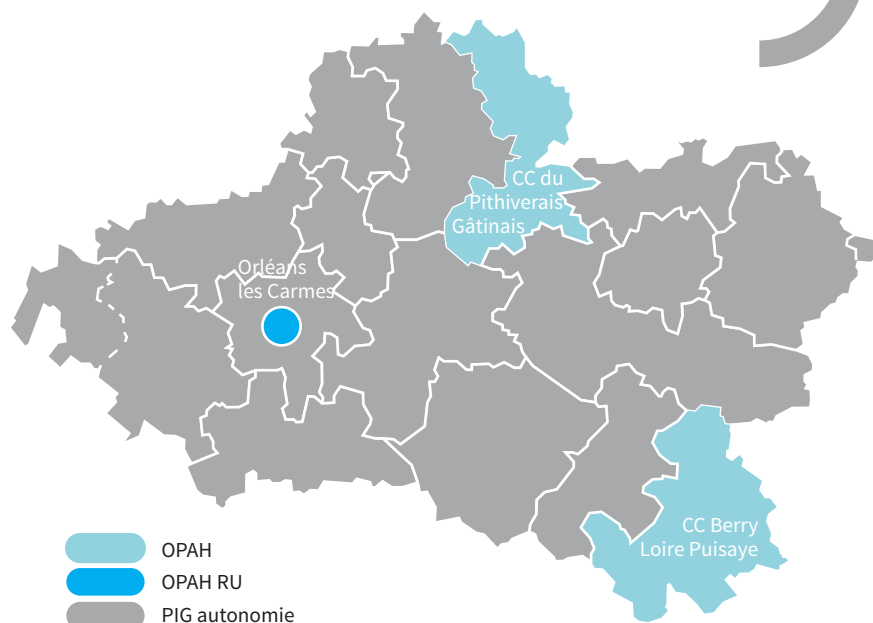 CC du
Pithiverais
Gâtinais
Orléans
les Carmes
CC Berry
Loire Puisaye
OPAH
OPAH RU
PIG autonomie